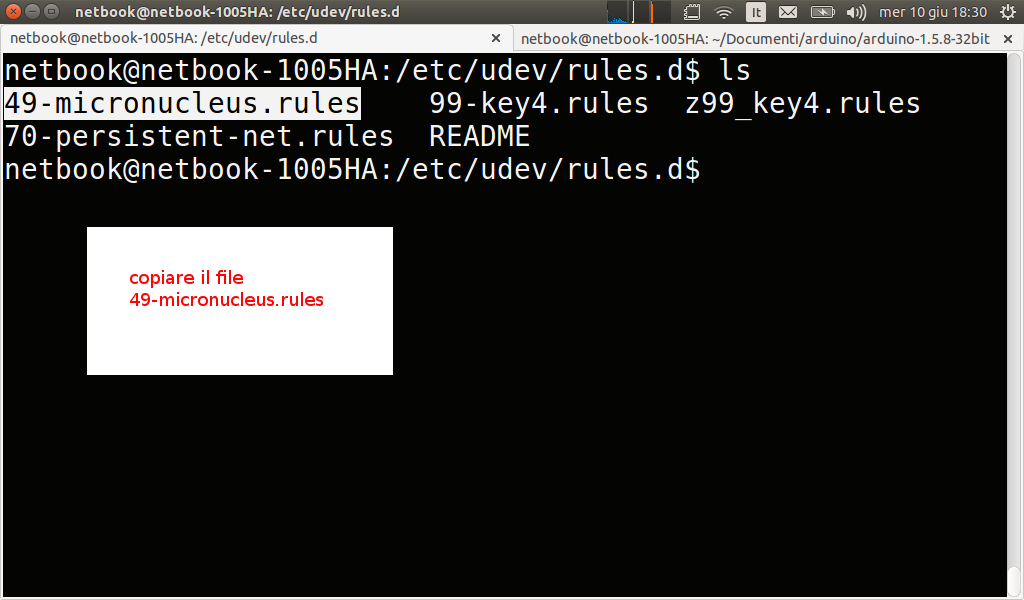 netbook@netbook-1005HA: /etc/udev/rules.d
It
mer 10 giu 18:30
netbook@netbook-1005HA: /etc/udev/rules.d
netbook@netbook-1005HA: ~/Documenti/arduino/arduino-1.5.8-32bit
netbook@netbook-1005HA:/etc/udev/rules.d$ ls
49-micronucleus.rules 99-key4.rules z99_key4.rules
70-persistent-net.rules README
netbook@netbook-1005HA:/etc/udev/rules.d$
copiare il file
49-micronucleus.rules